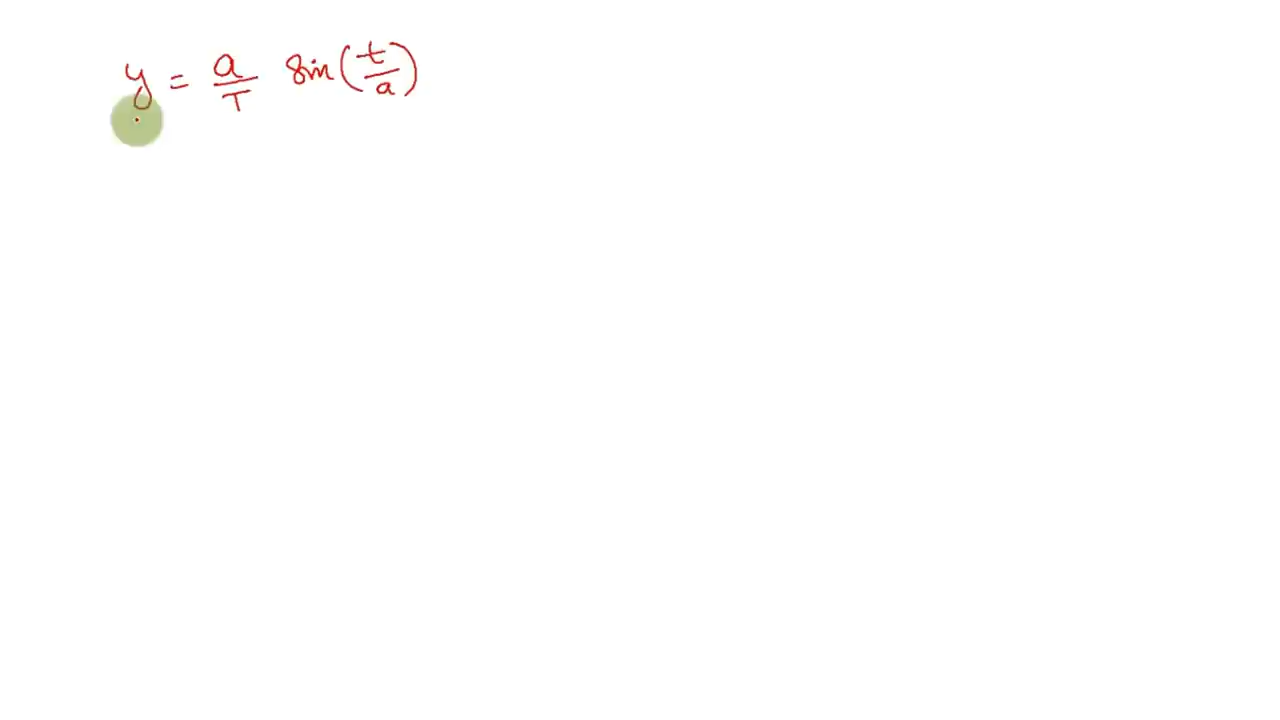 y = a/T sin(t/a)